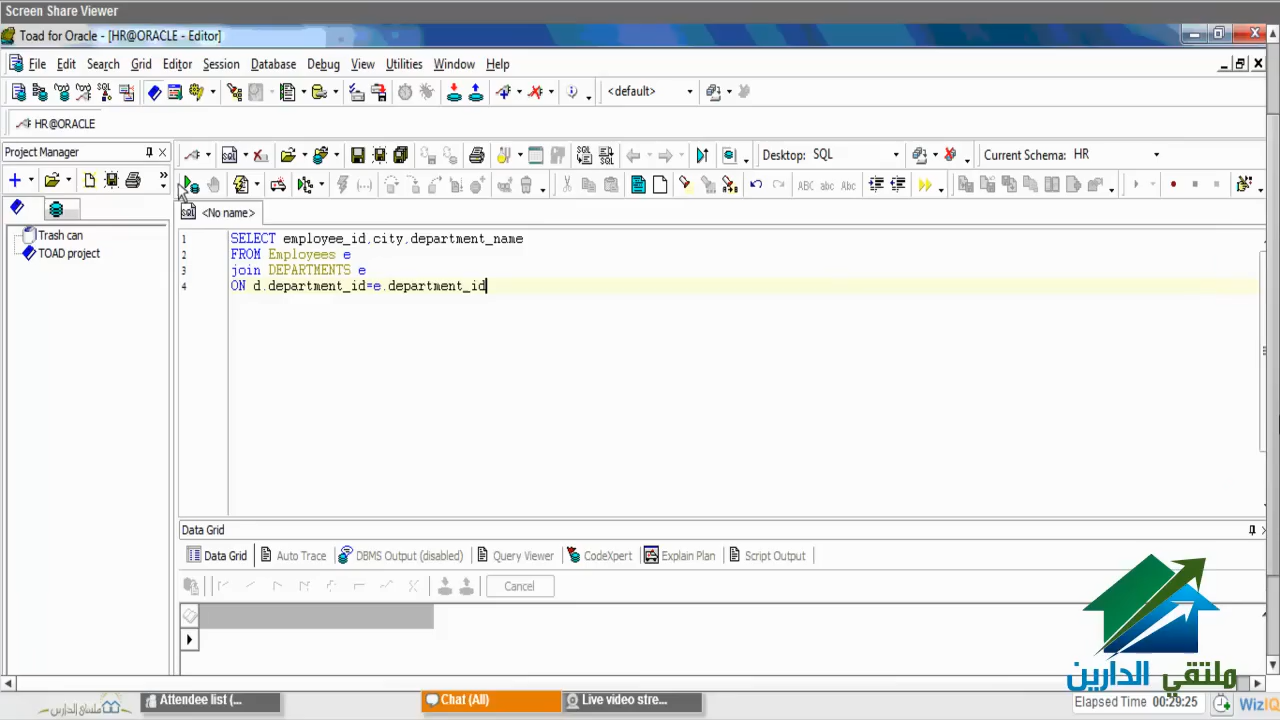 Screen Share Viewer
Toad for Oracle - [HR@ORACLE - Editor]
File Edit Search Grid Editor Session Database Debug View Utilities Window Help
<default>
HR@ORACLE
Project Manager
Desktop: SQL
Current Schema: HR
<No name>
Trash can
TOAD project
1 SELECT employee_id,city,department_name
2 FROM Employees e
3 join DEPARTMENTS e
4 ON d.department_id=e.department_id
Data Grid
Data Grid Auto Trace DBMS Output (disabled) Query Viewer CodeXpert Explain Plan Script Output
Cancel
ملتقي الدارين
Elapsed Time 00:29:25
Attendee list (...
Chat (All)
Live video stre...
WizIQ